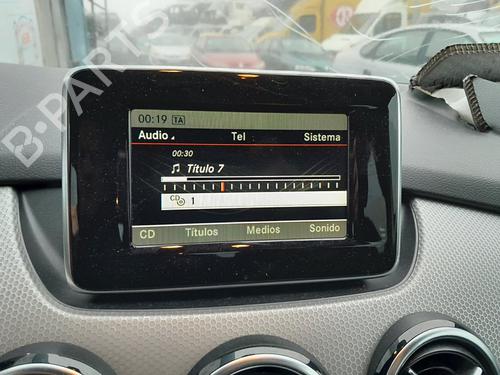 B-PARTS
00:19 TA
Audio Tel Sistema
00:30
Título 7
CD 1
CD Títulos Medios Sonido